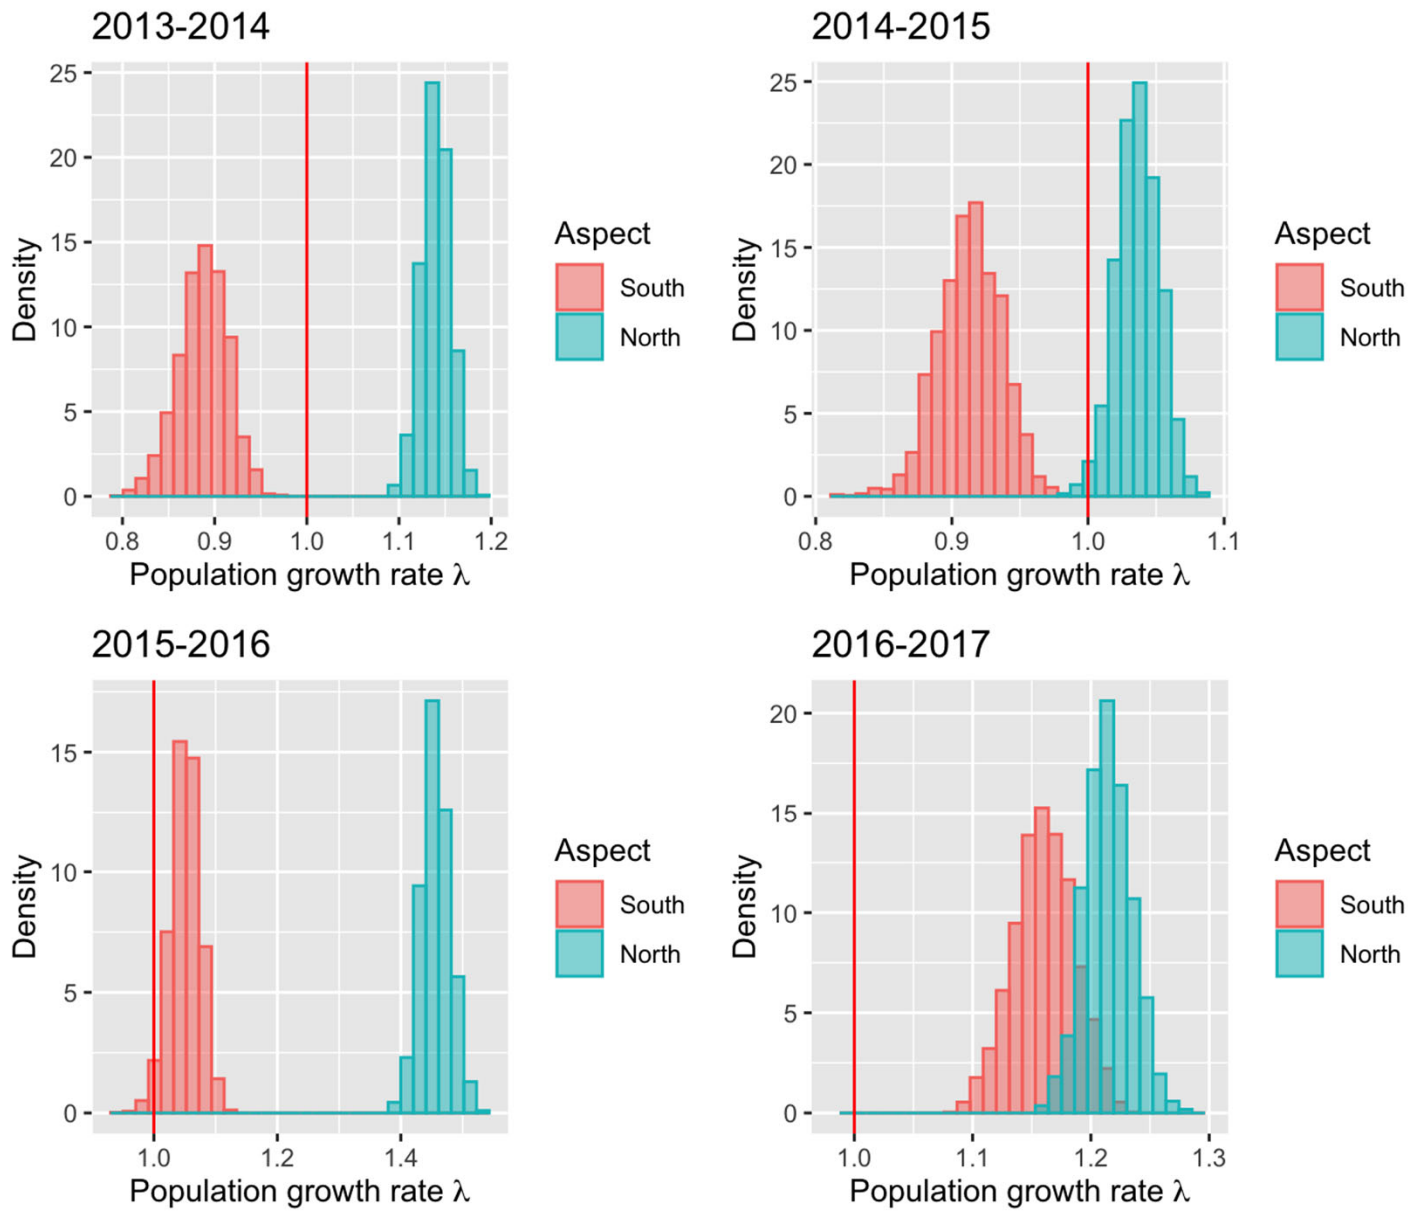 2013-2014
25
20
15
10
5
0
Density
0.8 0.9 1.0 1.1 1.2
Population growth rate λ
Aspect
South
North
2014-2015
25
20
15
10
5
0
Density
0.8 0.9 1.0 1.1
Population growth rate λ
Aspect
South
North
2015-2016
15
10
5
0
Density
1.0 1.2 1.4
Population growth rate λ
Aspect
South
North
2016-2017
20
15
10
5
0
Density
1.0 1.1 1.2 1.3
Population growth rate λ
Aspect
South
North